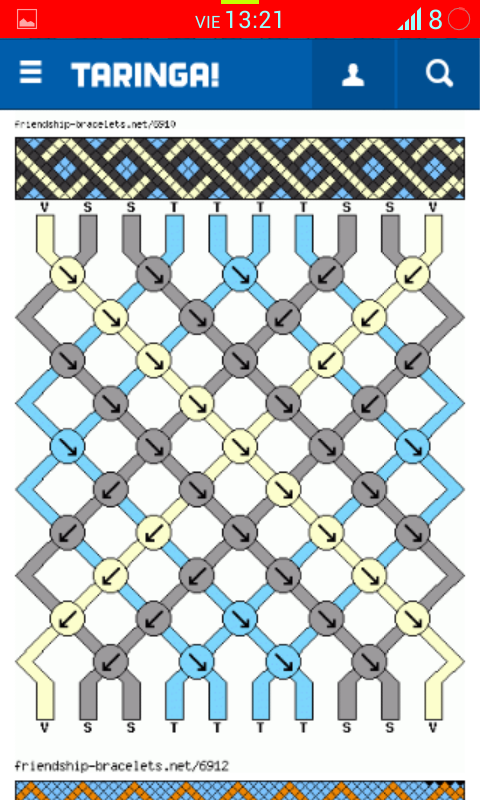 VIE 13:21 8
TARINGA!
friendship-bracelets.net/6910
V S S T T T T S S V
V S S T T T T S S V
friendship-bracelets.net/6912